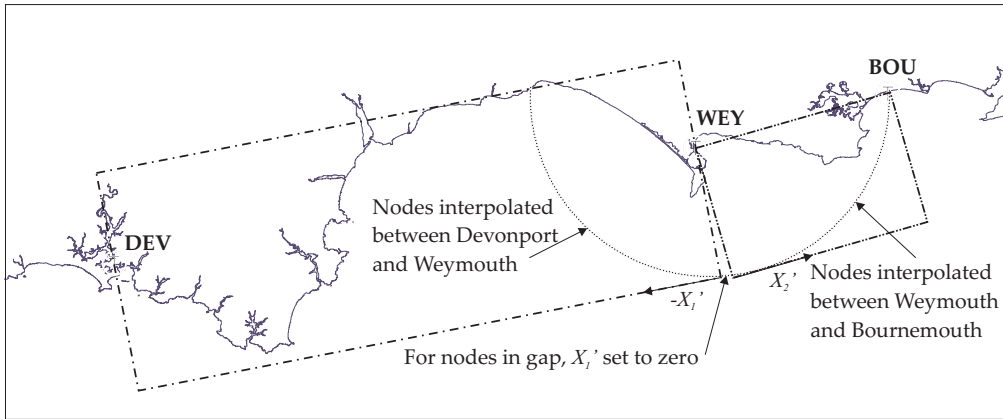 BOU
WEY
DEV
Nodes interpolated
between Devonport
and Weymouth
-X₁’
X₂’
Nodes interpolated
between Weymouth
and Bournemouth
For nodes in gap, X₁’ set to zero